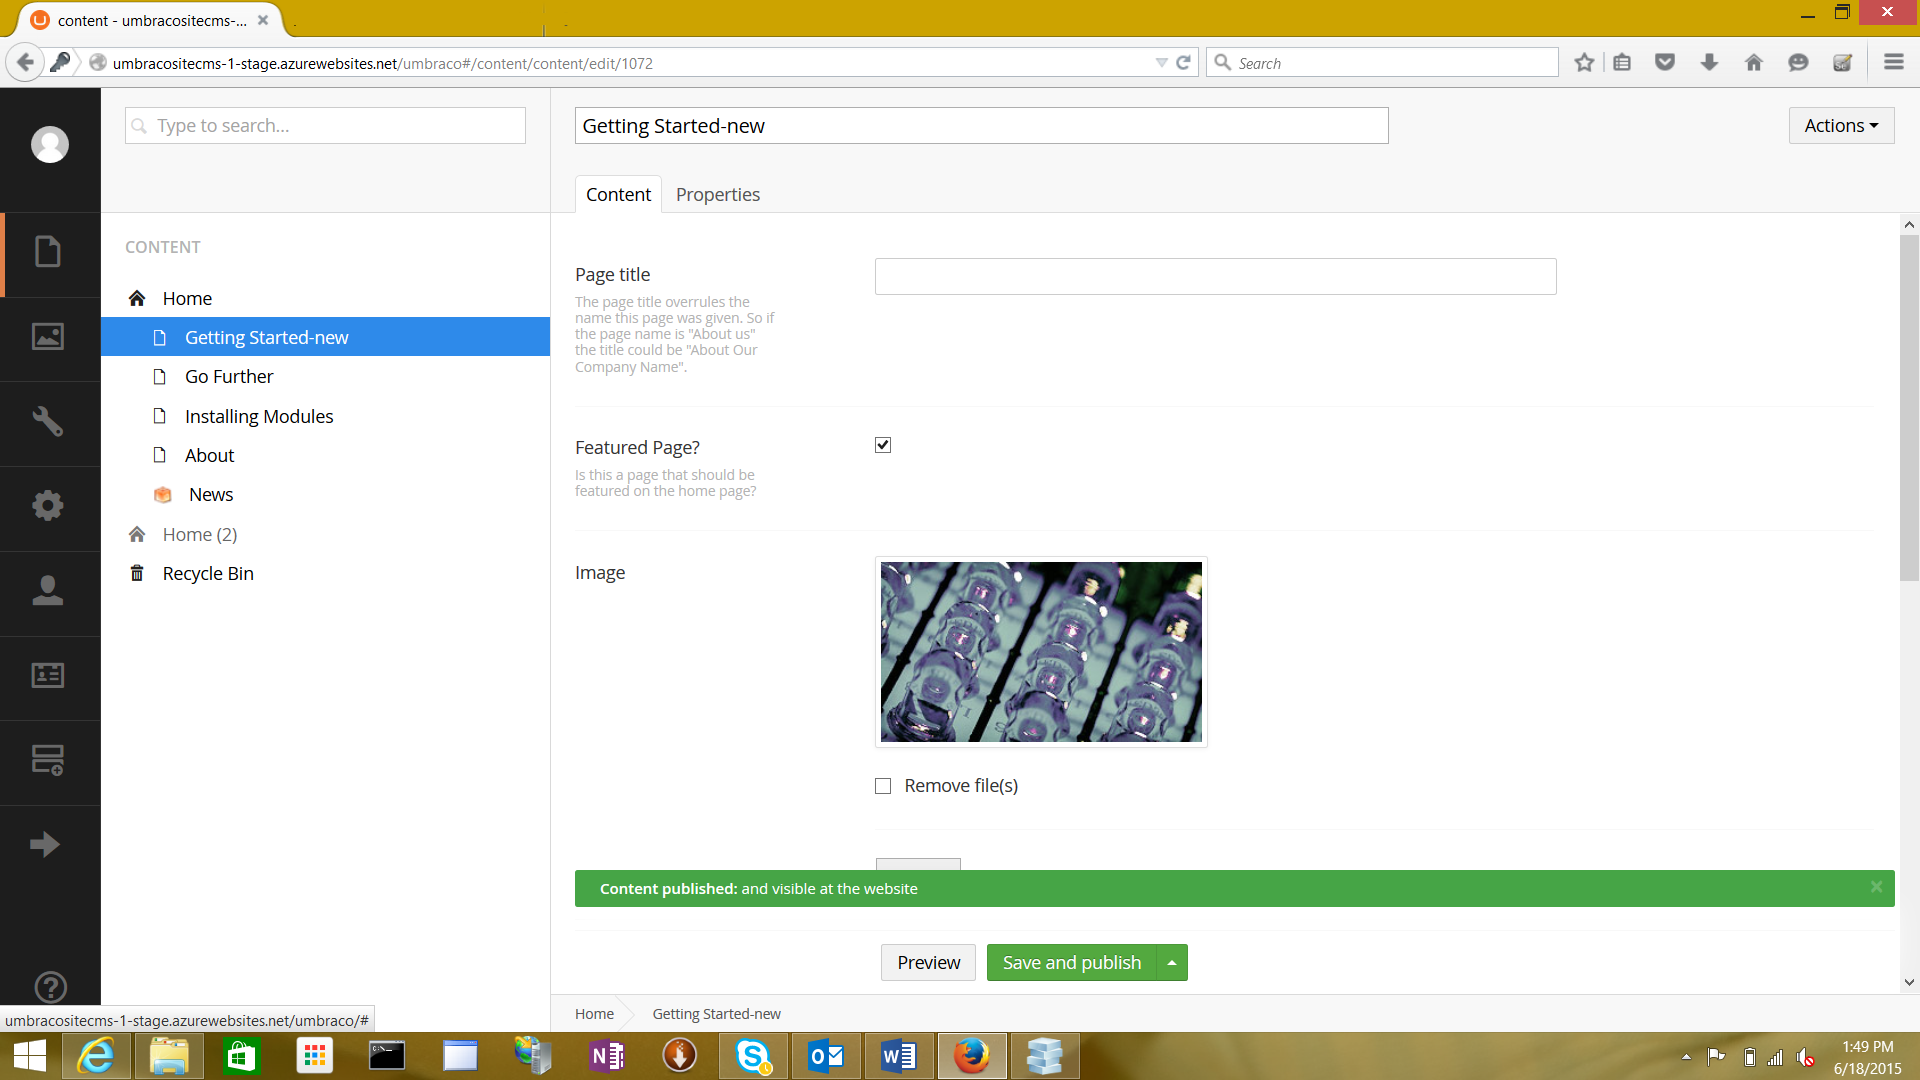 content - umbracositecms-...
umbracositecms-1-stage.azurewebsites.net/umbraco#/content/content/edit/1072
Search
Type to search...
Getting Started-new
Actions
Content
Properties
CONTENT
Home
Getting Started-new
Go Further
Installing Modules
About
News
Home (2)
Recycle Bin
Page title
The page title overrules the
name this page was given. So if
the page name is "About us"
the title could be "About Our
Company Name".
Featured Page?
Is this a page that should be
featured on the home page?
Image
Remove file(s)
Content published: and visible at the website
Preview
Save and publish
Home
Getting Started-new
umbracositecms-1-stage.azurewebsites.net/umbraco/#
1:49 PM
6/18/2015